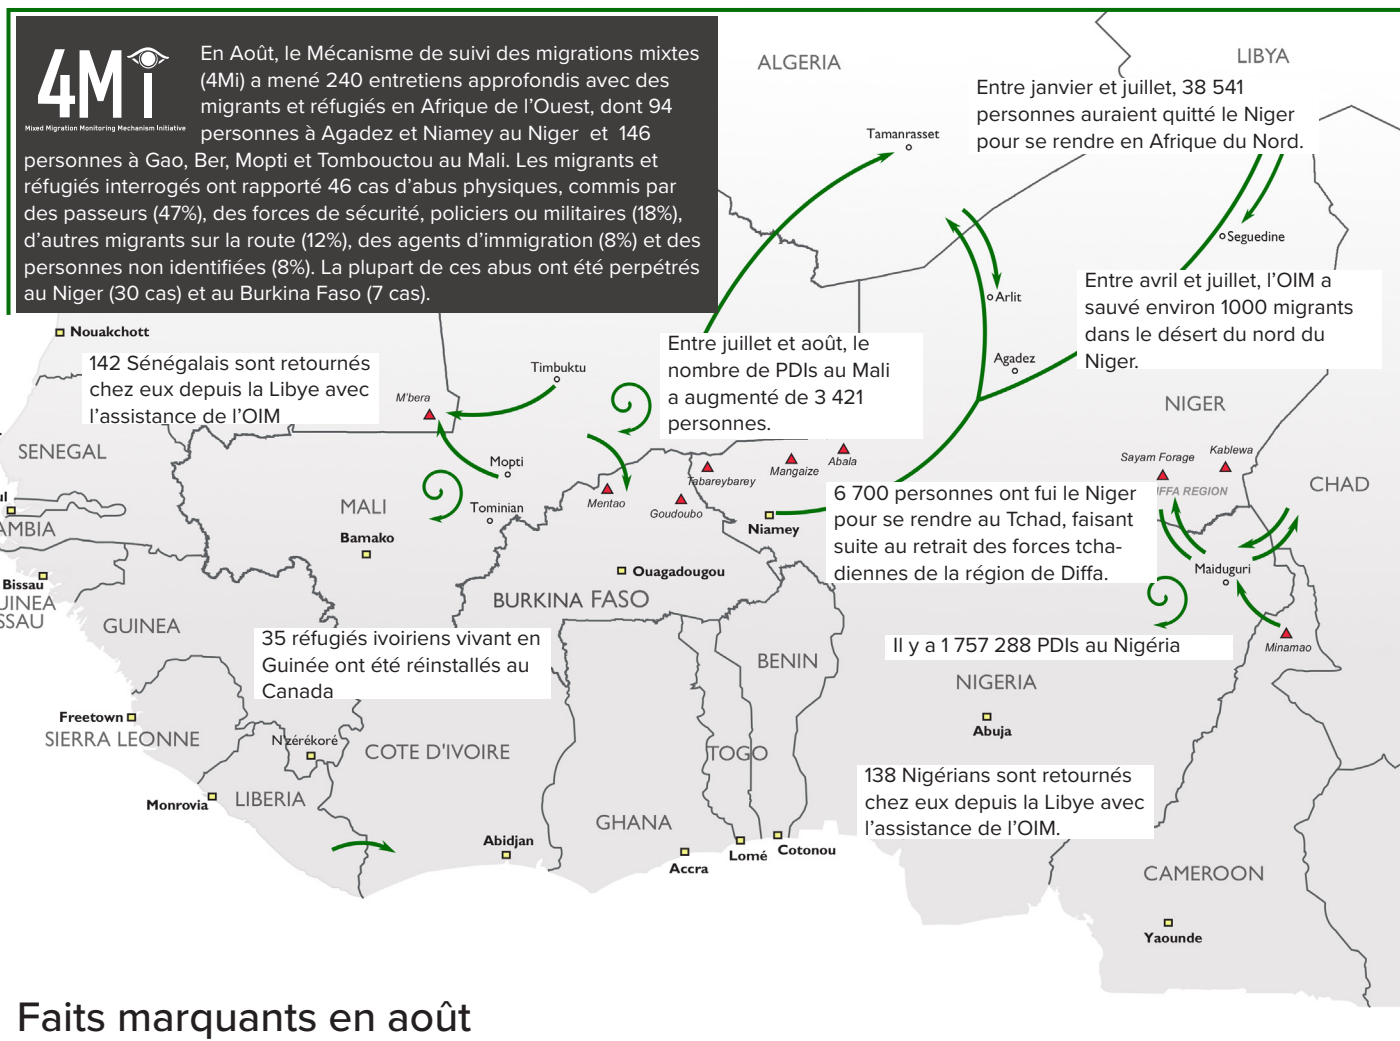 4Mi
Mixed Migration Monitoring Mechanism Initiative
En Août, le Mécanisme de suivi des migrations mixtes
(4Mi) a mené 240 entretiens approfondis avec des
migrants et réfugiés en Afrique de l'Ouest, dont 94
personnes à Agadez et Niamey au Niger et 146
personnes à Gao, Ber, Mopti et Tombouctou au Mali. Les migrants et
réfugiés interrogés ont rapporté 46 cas d'abus physiques, commis par
des passeurs (47%), des forces de sécurité, policiers ou militaires (18%),
d'autres migrants sur la route (12%), des agents d'immigration (8%) et des
personnes non identifiées (8%). La plupart de ces abus ont été perpétrés
au Niger (30 cas) et au Burkina Faso (7 cas).
ALGERIA
LIBYA
Entre janvier et juillet, 38 541
personnes auraient quitté le Niger
pour se rendre en Afrique du Nord.
Tamanrasset
Seguedine
Entre avril et juillet, l'OIM a
sauvé environ 1000 migrants
dans le désert du nord du
Niger.
Arlit
Agadez
Nouakchott
142 Sénégalais sont retournés
chez eux depuis la Libye avec
l'assistance de l'OIM
Entre juillet et août, le
nombre de PDIs au Mali
a augmenté de 3 421
personnes.
Timbuktu
M'bera
NIGER
SENEGAL
Mopti
Tabareybarey
Mangaize
Abala
Sayam Forage
Kablewa
IFFA REGION
CHAD
ul
AMBIA
MALI
Tominian
Mentao
Goudoubo
Niamey
6 700 personnes ont fui le Niger
pour se rendre au Tchad, faisant
suite au retrait des forces tcha-
diennes de la région de Diffa.
Bamako
Maiduguri
Bissau
UINEA
SSAU
Ouagadougou
BURKINA FASO
GUINEA
35 réfugiés ivoiriens vivant en
Guinée ont été réinstallés au
Canada
Il y a 1 757 288 PDIs au Nigéria
Minamao
BENIN
NIGERIA
Freetown
SIERRA LEONNE
N'zérékoré
COTE D'IVOIRE
TOGO
Abuja
138 Nigérians sont retournés
chez eux depuis la Libye avec
l'assistance de l'OIM.
Monrovia
LIBERIA
GHANA
Abidjan
Accra
Lomé
Cotonou
CAMEROON
Yaounde
Faits marquants en août